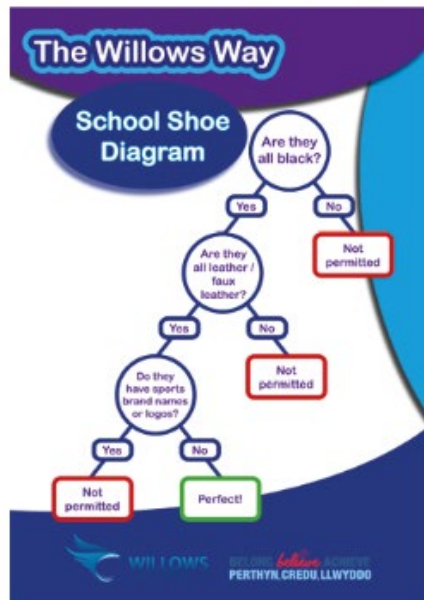 The Willows Way
School Shoe
Diagram
Are they
all black?
Yes
No
Not
permitted
Are they
all leather /
faux
leather?
Yes
No
Not
permitted
Do they
have sports
brand names
or logos?
Yes
No
Not
permitted
Perfect!
WILLOWS
BELONG believe ACHIEVE
PERTHYN.CREDU.LLWYDDO